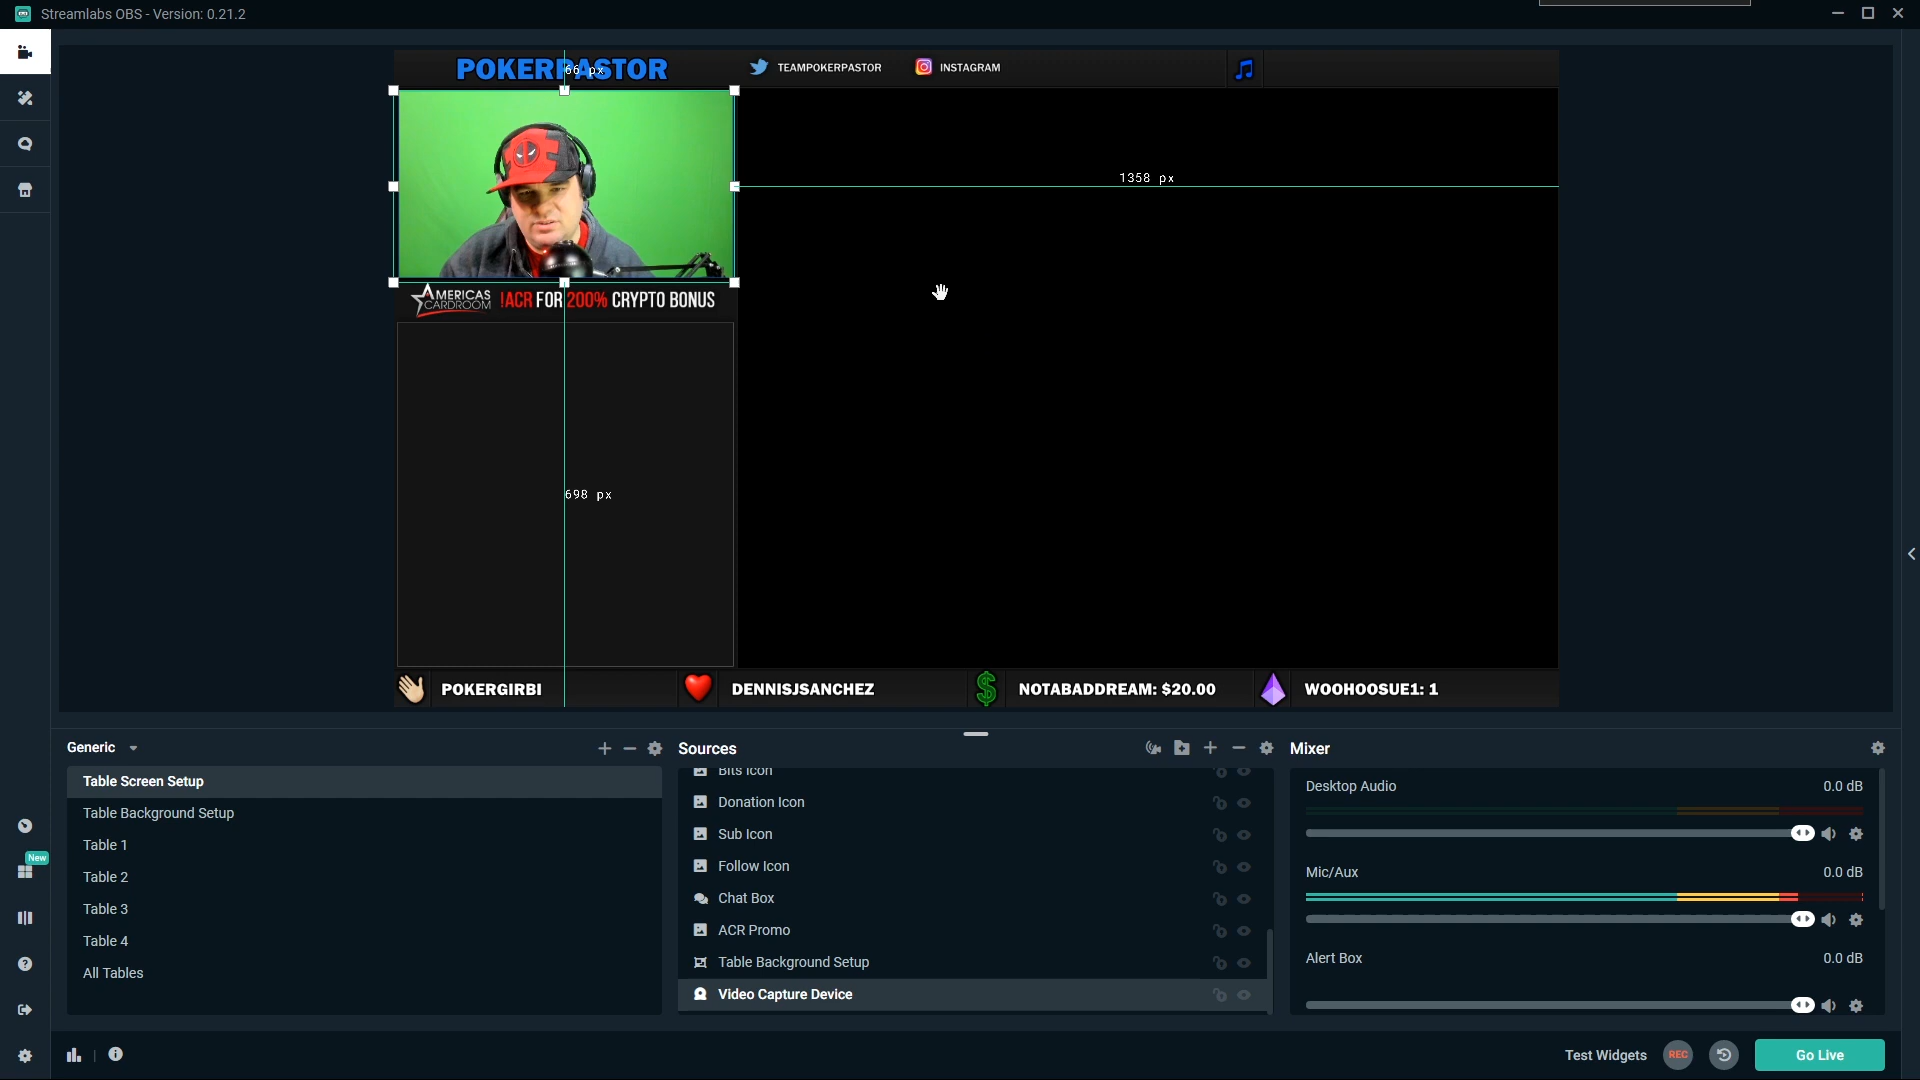 Streamlabs OBS - Version: 0.21.2
POKERPASTOR
66 px
TEAMPOKERPASTOR
INSTAGRAM
1358 px
AMERICAS CARDROOM
!ACR FOR 200% CRYPTO BONUS
698 px
POKERGIRBI
DENNISJSANCHEZ
NOTABADDREAM: $20.00
WOOHOOSUE1: 1
Generic
Table Screen Setup
Table Background Setup
Table 1
Table 2
Table 3
Table 4
All Tables
New
Sources
Bits Icon
Donation Icon
Sub Icon
Follow Icon
Chat Box
ACR Promo
Table Background Setup
Video Capture Device
Mixer
Desktop Audio 0.0 dB
Mic/Aux 0.0 dB
Alert Box 0.0 dB
Test Widgets
REC
Go Live